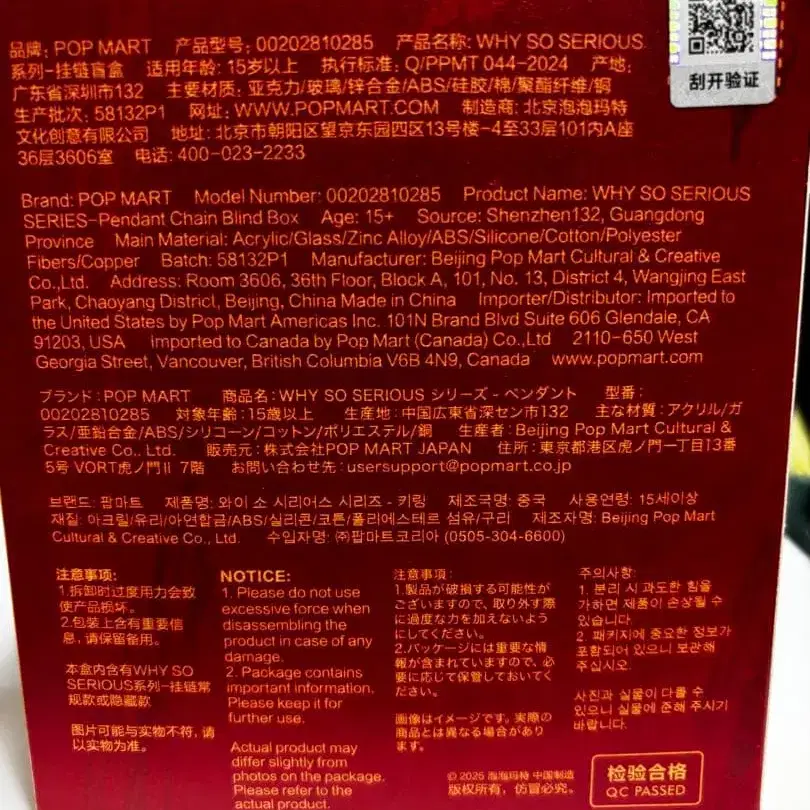 刮开验证
品牌: POP MART 产品型号: 00202810285 产品名称: WHY SO SERIOUS
系列-挂链盲盒 适用年龄: 15岁以上 执行标准: Q/PPMT 044-2024 产地:
广东省深圳市132 主要材质: 亚克力/玻璃/锌合金/ABS/硅胶/棉/聚酯纤维/铜
生产批次: 58132P1 网址: WWW.POPMART.COM 制造商: 北京泡泡玛特
文化创意有限公司 地址: 北京市朝阳区望京东园四区13号楼-4至33层101内A座
36层3606室 电话: 400-023-2233
Brand: POP MART Model Number: 00202810285 Product Name: WHY SO SERIOUS
SERIES-Pendant Chain Blind Box Age: 15+ Source: Shenzhen132, Guangdong
Province Main Material: Acrylic/Glass/Zinc Alloy/ABS/Silicone/Cotton/Polyester
Fibers/Copper Batch: 58132P1 Manufacturer: Beijing Pop Mart Cultural & Creative
Co.,Ltd. Address: Room 3606, 36th Floor, Block A, 101, No. 13, District 4, Wangjing East
Park, Chaoyang District, Beijing, China Made in China Importer/Distributor: Imported to
the United States by Pop Mart Americas Inc. 101N Brand Blvd Suite 606 Glendale, CA
91203, USA Imported to Canada by Pop Mart (Canada) Co.,Ltd 2110-650 West
Georgia Street, Vancouver, British Columbia V6B 4N9, Canada www.popmart.com
ブランド: POP MART 商品名: WHY SO SERIOUS シリーズ - ペンダント 型番:
00202810285 対象年齢: 15歳以上 生産地: 中国広東省深セン市132 主な材質: アクリル/ガ
ラス/亜鉛合金/ABS/シリコーン/コットン/ポリエステル/銅 生産者: Beijing Pop Mart Cultural &
Creative Co., Ltd. 販売元: 株式会社POP MART JAPAN 住所: 東京都港区虎ノ門一丁目13番
5号 VORT虎ノ門Ⅱ 7階 お問い合わせ先: usersupport@popmart.co.jp
브랜드: 팝마트 제품명: 와이 소 시리어스 시리즈 - 키링 제조국명: 중국 사용연령: 15세이상
재질: 아크릴/유리/아연합금/ABS/실리콘/코튼/폴리에스테르 섬유/구리 제조자명: Beijing Pop Mart
Cultural & Creative Co., Ltd. 수입자명: ㈜팝마트코리아 (0505-304-6600)
注意事项:
1.拆卸时过度用力会致
使产品损坏。
2.包装上含有重要信
息, 请保留备用。
本盒内含有WHY SO
SERIOUS系列-挂链常
规款或隐藏款
图片可能与实物不符, 请
以实物为准。
NOTICE:
1. Please do not use
excessive force when
disassembling the
product in case of any
damage.
2. Package contains
important information.
Please keep it for
further use.
Actual product may
differ slightly from
photos on the package.
Please refer to the
actual product.
注意事項:
1.製品が破損する可能性が
ございますので、取り外す際
に過度な力を加えないよう
にしてください。
2.パッケージには重要な情
報が含まれていますので、必
要に応じて保管しておいてく
ださい。
画像はイメージです。実際の
商品とは異なる場合があり
ます。
주의사항:
1. 분리 시 과도한 힘을
가하면 제품이 손상될 수
있습니다.
2. 패키지에 중요한 정보가
포함되어 있으니 보관해
주십시오.
사진과 실물이 다를 수
있으니 실물에 준해 주시기
바랍니다.
© 2025 泡泡玛特 中国制造
版权所有, 仿冒必究。
检验合格
QC PASSED